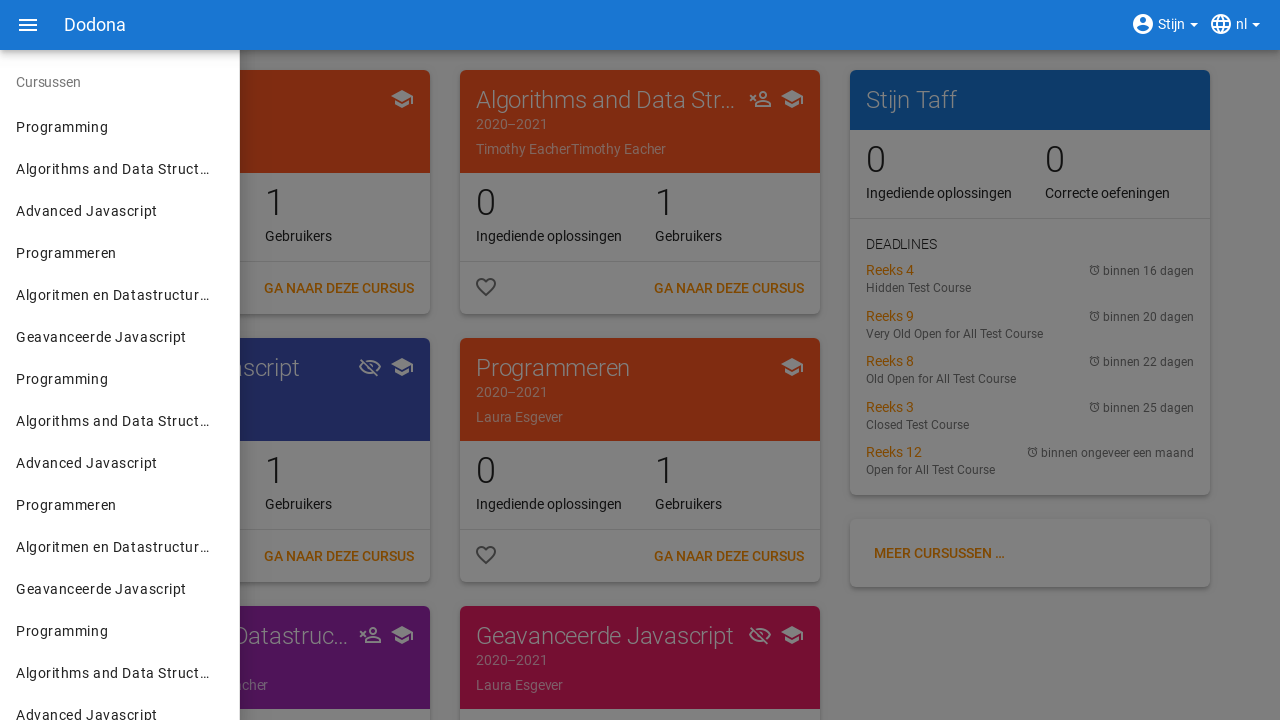 Dodona
Stijn
nl
Cursussen
Programming
Algorithms and Data Struct...
Advanced Javascript
Programmeren
Algoritmen en Datastructur...
Geavanceerde Javascript
Programming
Algorithms and Data Struct...
Advanced Javascript
Programmeren
Algoritmen en Datastructur...
Geavanceerde Javascript
Programming
Algorithms and Data Struct...
Advanced Javascript
1
Gebruikers
GA NAAR DEZE CURSUS
Algorithms and Data Str...
2020–2021
Timothy EacherTimothy Eacher
0
1
Ingediende oplossingen
Gebruikers
GA NAAR DEZE CURSUS
1
Gebruikers
GA NAAR DEZE CURSUS
Programmeren
2020–2021
Laura Esgever
0
1
Ingediende oplossingen
Gebruikers
GA NAAR DEZE CURSUS
Datastruc...
Geavanceerde Javascript
2020–2021
Laura Esgever
Stijn Taff
0
0
Ingediende oplossingen
Correcte oefeningen
DEADLINES
Reeks 4
binnen 16 dagen
Hidden Test Course
Reeks 9
binnen 20 dagen
Very Old Open for All Test Course
Reeks 8
binnen 22 dagen
Old Open for All Test Course
Reeks 3
binnen 25 dagen
Closed Test Course
Reeks 12
binnen ongeveer een maand
Open for All Test Course
MEER CURSUSSEN ...